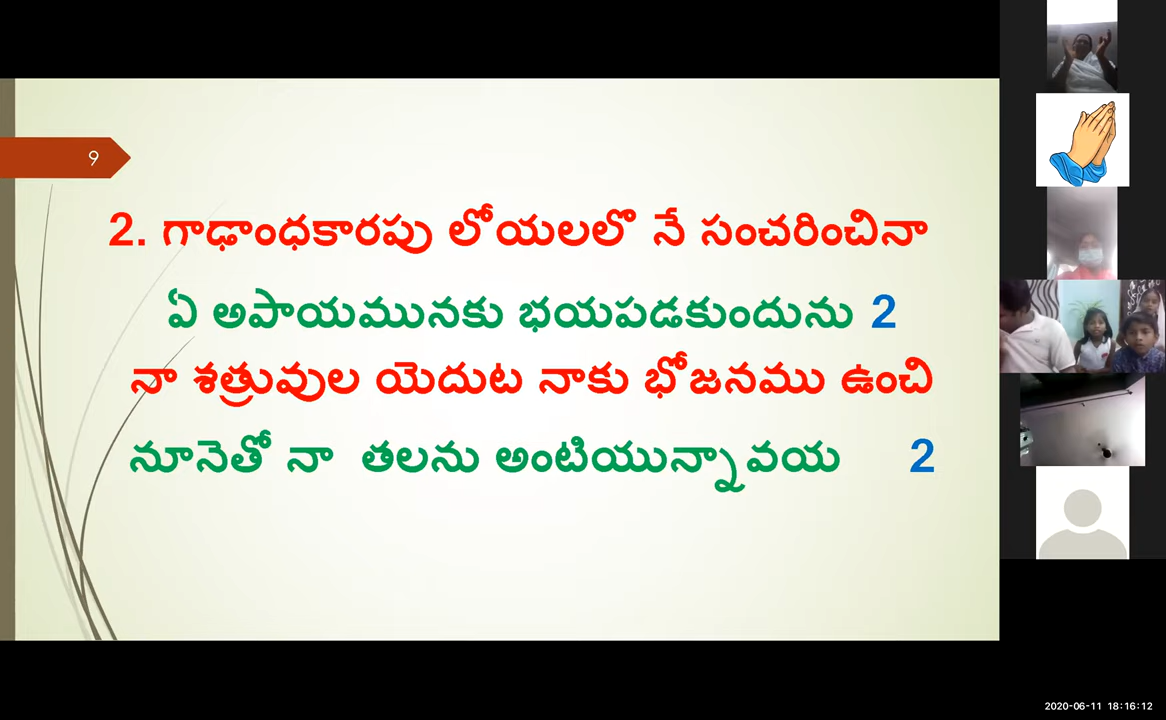 9
2. గాఢాంధకారపు లోయలలొ నే సంచరించినా
ఏ అపాయమునకు భయపడకుందును 2
నా శత్రువుల యెదుట నాకు భోజనము ఉంచి
నూనెతో నా తలను అంటియున్నావయ 2
2020-06-11 18:16:12